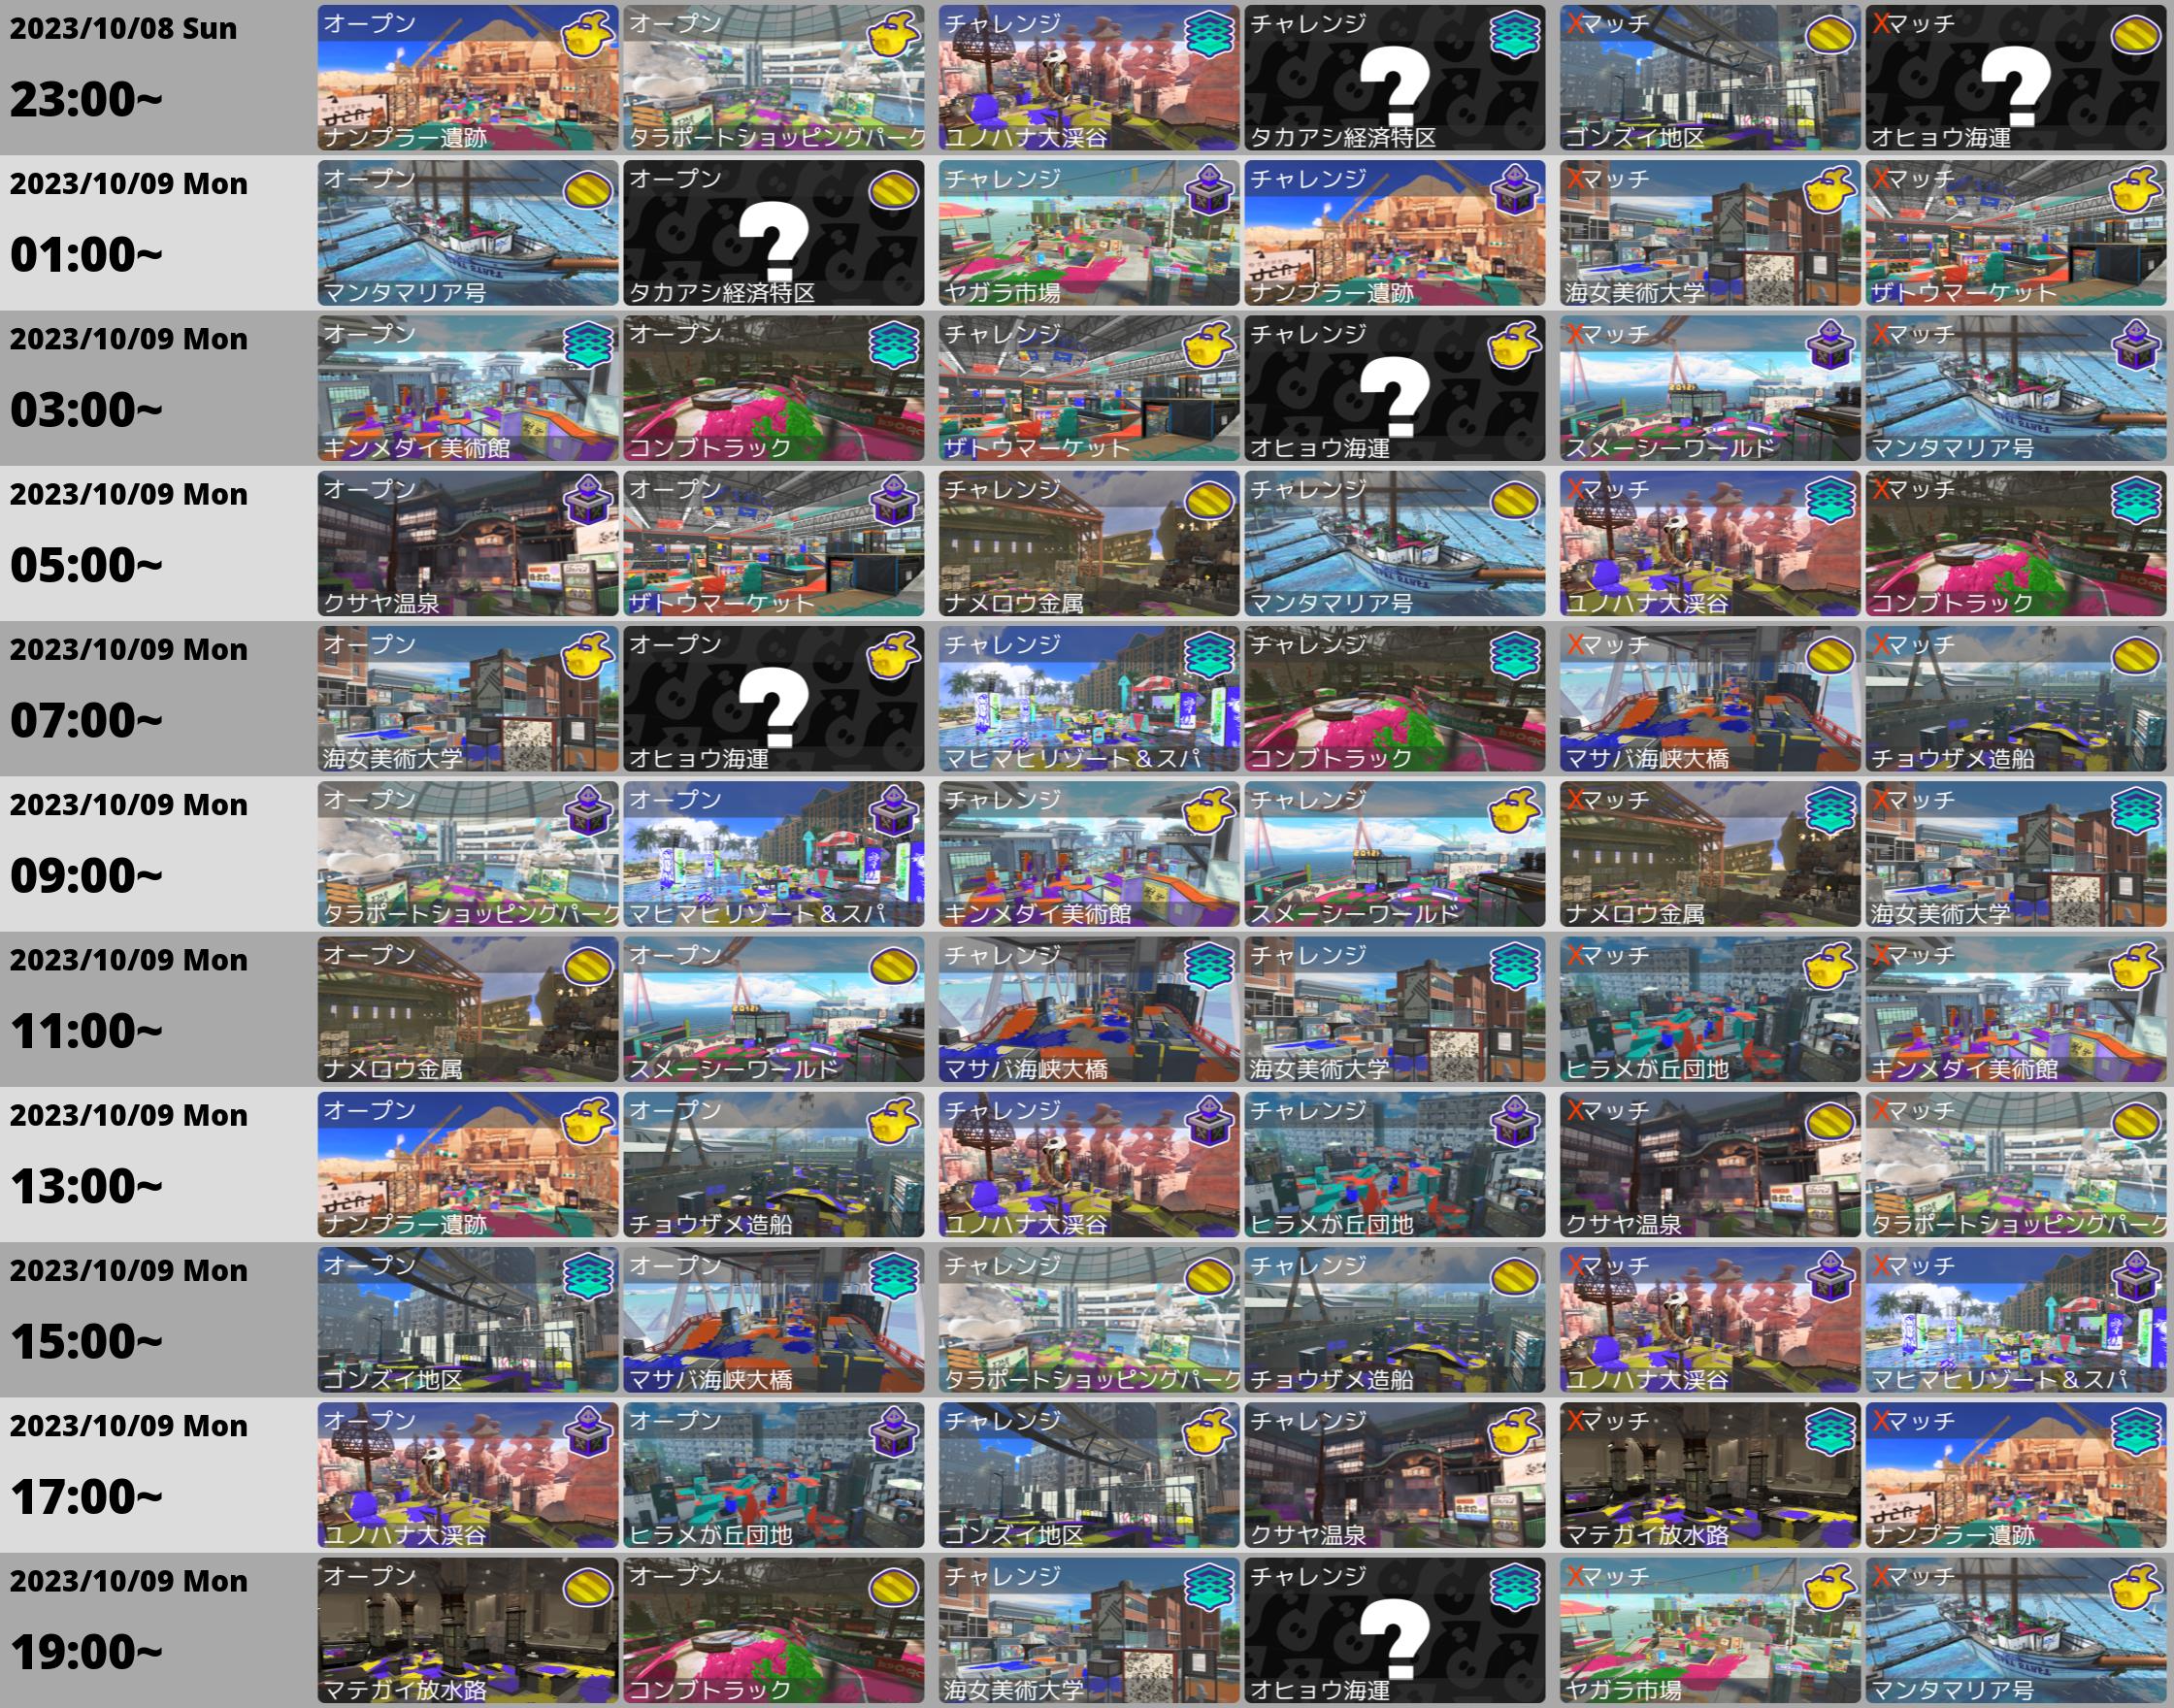 2023/10/08 Sun
23:00~
オープン
ナンプラー遺跡
オープン
タラポートショッピングパーク
チャレンジ
ユノハナ大渓谷
チャレンジ
?
タカアシ経済特区
Xマッチ
ゴンズイ地区
Xマッチ
?
オヒョウ海運
2023/10/09 Mon
01:00~
オープン
マンタマリア号
オープン
?
タカアシ経済特区
チャレンジ
ヤガラ市場
チャレンジ
ナンプラー遺跡
Xマッチ
海女美術大学
Xマッチ
ザトウマーケット
2023/10/09 Mon
03:00~
オープン
キンメダイ美術館
オープン
コンブトラック
チャレンジ
ザトウマーケット
チャレンジ
?
オヒョウ海運
Xマッチ
スメーシーワールド
Xマッチ
マンタマリア号
2023/10/09 Mon
05:00~
オープン
クサヤ温泉
オープン
ザトウマーケット
チャレンジ
ナメロウ金属
チャレンジ
マンタマリア号
Xマッチ
ユノハナ大渓谷
Xマッチ
コンブトラック
2023/10/09 Mon
07:00~
オープン
海女美術大学
オープン
?
オヒョウ海運
チャレンジ
マヒマヒリゾート&スパ
チャレンジ
コンブトラック
Xマッチ
マサバ海峡大橋
Xマッチ
チョウザメ造船
2023/10/09 Mon
09:00~
オープン
タラポートショッピングパーク
オープン
マヒマヒリゾート&スパ
チャレンジ
キンメダイ美術館
チャレンジ
スメーシーワールド
Xマッチ
ナメロウ金属
Xマッチ
海女美術大学
2023/10/09 Mon
11:00~
オープン
ナメロウ金属
オープン
スメーシーワールド
チャレンジ
マサバ海峡大橋
チャレンジ
海女美術大学
Xマッチ
ヒラメが丘団地
Xマッチ
キンメダイ美術館
2023/10/09 Mon
13:00~
オープン
ナンプラー遺跡
オープン
チョウザメ造船
チャレンジ
ユノハナ大渓谷
チャレンジ
ヒラメが丘団地
Xマッチ
クサヤ温泉
Xマッチ
タラポートショッピングパーク
2023/10/09 Mon
15:00~
オープン
ゴンズイ地区
オープン
マサバ海峡大橋
チャレンジ
タラポートショッピングパーク
チャレンジ
チョウザメ造船
Xマッチ
ユノハナ大渓谷
Xマッチ
マヒマヒリゾート&スパ
2023/10/09 Mon
17:00~
オープン
ユノハナ大渓谷
オープン
ヒラメが丘団地
チャレンジ
ゴンズイ地区
チャレンジ
クサヤ温泉
Xマッチ
マテガイ放水路
Xマッチ
ナンプラー遺跡
2023/10/09 Mon
19:00~
オープン
マテガイ放水路
オープン
コンブトラック
チャレンジ
海女美術大学
チャレンジ
?
オヒョウ海運
Xマッチ
ヤガラ市場
Xマッチ
マンタマリア号